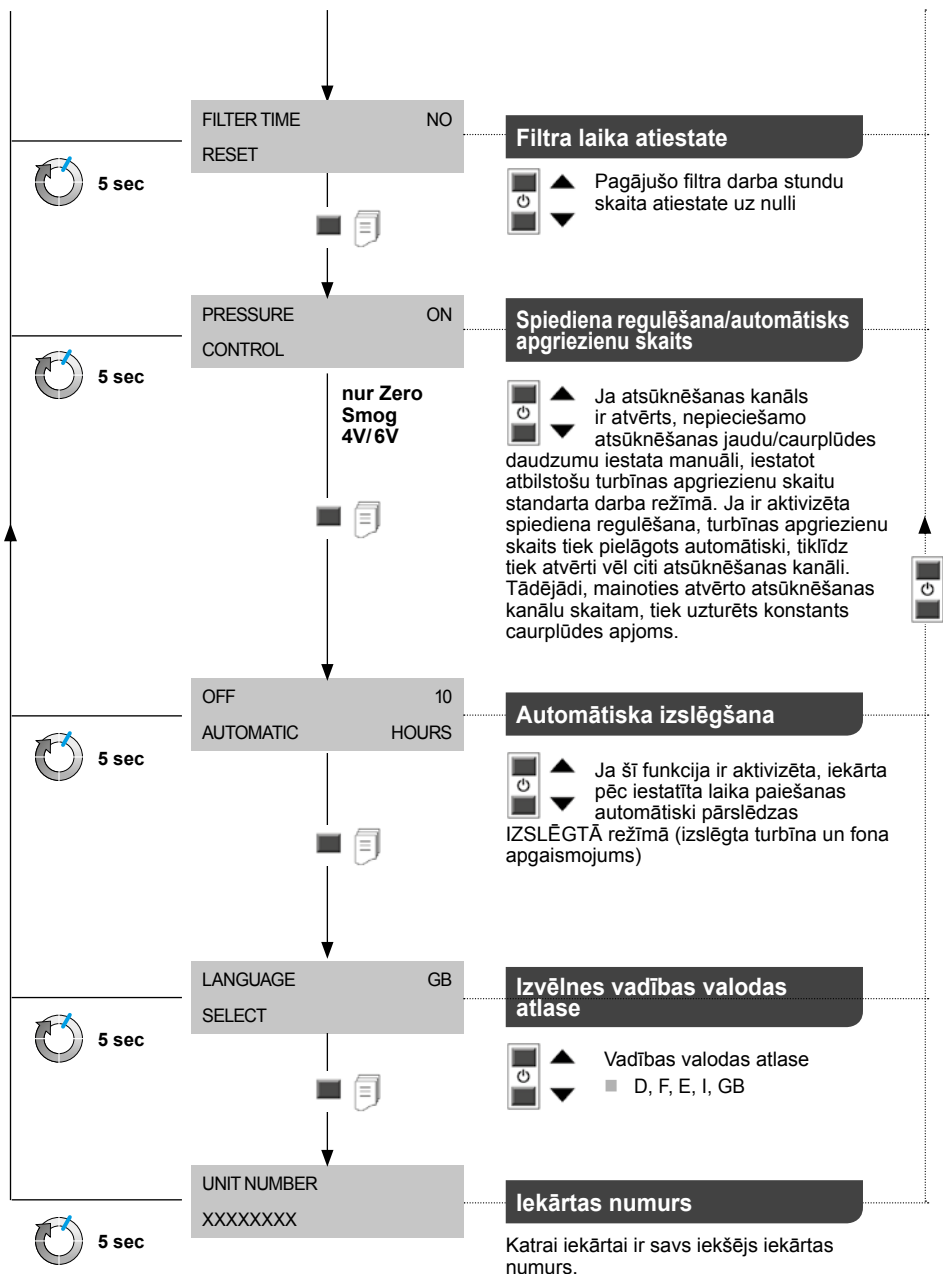 FILTER TIME NO
RESET
5 sec
Filtra laika atiestate
Pagājušo filtra darba stundu
skaita atiestate uz nulli
PRESSURE ON
CONTROL
5 sec
nur Zero
Smog
4V/6V
Spiediena regulēšana/automātisks
apgriezienu skaits
Ja atsūknēšanas kanāls
ir atvērts, nepieciešamo
atsūknēšanas jaudu/caurplūdes
daudzumu iestata manuāli, iestatot
atbilstošu turbīnas apgriezienu skaitu
standarta darba režīmā. Ja ir aktivizēta
spiediena regulēšana, turbīnas apgriezienu
skaits tiek pielāgots automātiski, tiklīdz
tiek atvērti vēl citi atsūknēšanas kanāli.
Tādējādi, mainoties atvērto atsūknēšanas
kanālu skaitam, tiek uzturēts konstants
caurplūdes apjoms.
OFF 10
AUTOMATIC HOURS
5 sec
Automātiska izslēgšana
Ja šī funkcija ir aktivizēta, iekārta
pēc iestatīta laika paiešanas
automātiski pārslēdzas
IZSLĒGTĀ režīmā (izslēgta turbīna un fona
apgaismojums)
LANGUAGE GB
SELECT
5 sec
Izvēlnes vadības valodas
atlase
Vadības valodas atlase
■ D, F, E, I, GB
UNIT NUMBER
XXXXXXXX
5 sec
Iekārtas numurs
Katrai iekārtai ir savs iekšējs iekārtas
numurs.